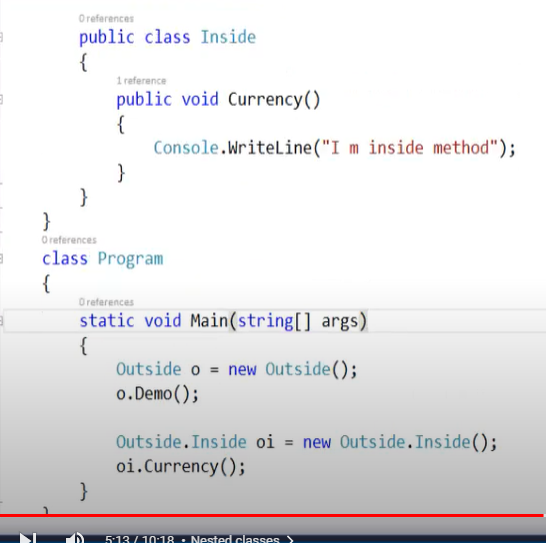 0 references
public class Inside
{
1 reference
public void Currency()
{
Console.WriteLine("I m inside method");
}
}
}
0 references
class Program
{
0 references
static void Main(string[] args)
{
Outside o = new Outside();
o.Demo();
Outside.Inside oi = new Outside.Inside();
oi.Currency();
}
}
5:13 / 10:18 • Nested classes >